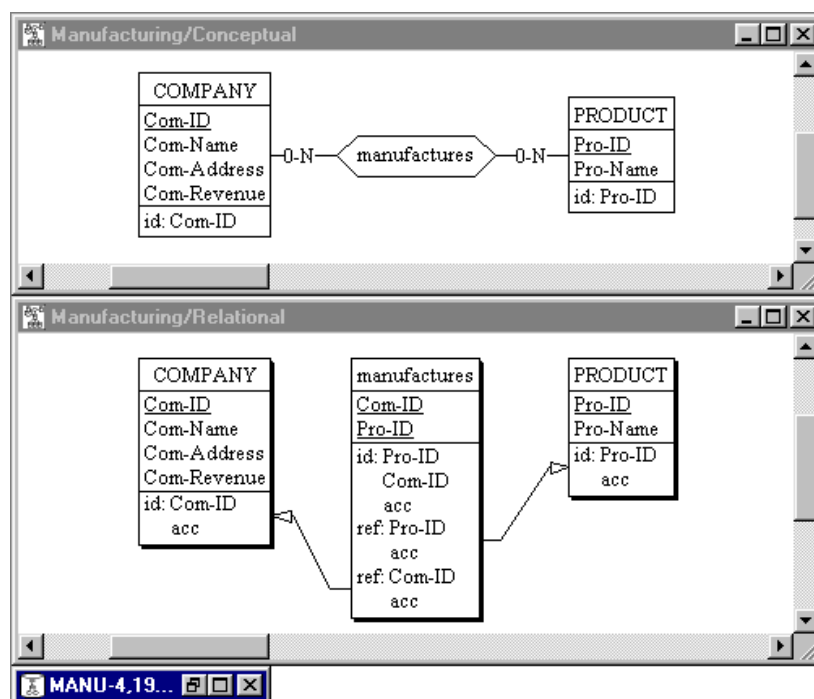 Manufacturing/Conceptual
COMPANY
Com-ID
Com-Name
Com-Address
Com-Revenue
id: Com-ID
0-N
manufactures
0-N
PRODUCT
Pro-ID
Pro-Name
id: Pro-ID
Manufacturing/Relational
COMPANY
Com-ID
Com-Name
Com-Address
Com-Revenue
id: Com-ID
acc
manufactures
Com-ID
Pro-ID
id: Pro-ID
Com-ID
acc
ref: Pro-ID
acc
ref: Com-ID
acc
PRODUCT
Pro-ID
Pro-Name
id: Pro-ID
acc
MANU-4,19...